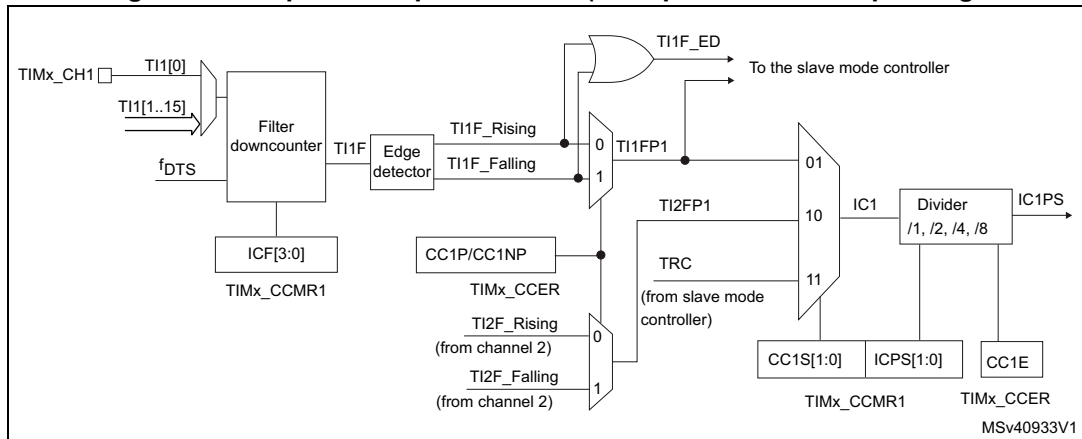 TI1F_ED
To the slave mode controller
TIMx_CH1
TI1[0]
TI1[1..15]
fDTS
Filter
downcounter
TI1F
Edge
detector
TI1F_Rising
TI1F_Falling
0
1
TI1FP1
01
TI2FP1
10
IC1
Divider
/1, /2, /4, /8
IC1PS
ICF[3:0]
TIMx_CCMR1
CC1P/CC1NP
TIMx_CCER
TRC
11
(from slave mode
controller)
TI2F_Rising
(from channel 2)
0
TI2F_Falling
(from channel 2)
1
CC1S[1:0]
ICPS[1:0]
CC1E
TIMx_CCMR1
TIMx_CCER
MSv40933V1